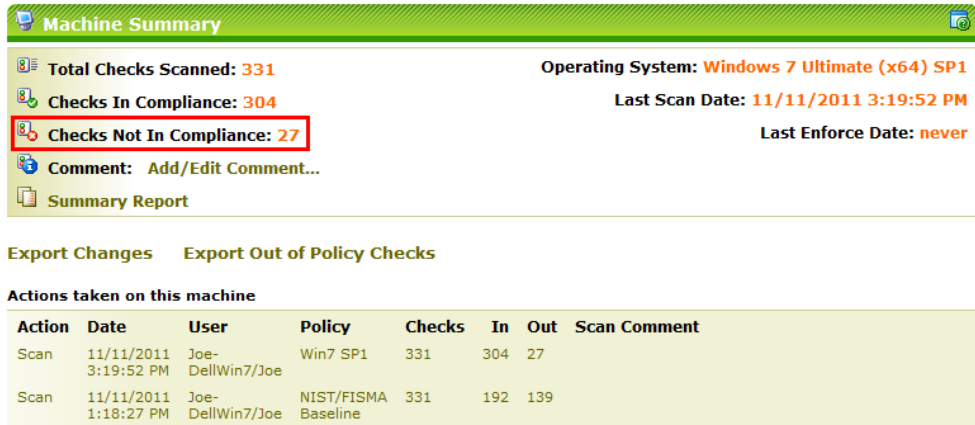 Machine Summary
Total Checks Scanned: 331
Operating System: Windows 7 Ultimate (x64) SP1
Checks In Compliance: 304
Last Scan Date: 11/11/2011 3:19:52 PM
Checks Not In Compliance: 27
Last Enforce Date: never
Comment: Add/Edit Comment...
Summary Report
Export Changes Export Out of Policy Checks
Actions taken on this machine
Action Date User Policy Checks In Out Scan Comment
Scan 11/11/2011 Joe- Win7 SP1 331 304 27
3:19:52 PM DellWin7/Joe
Scan 11/11/2011 Joe- NIST/FISMA 331 192 139
1:18:27 PM DellWin7/Joe Baseline